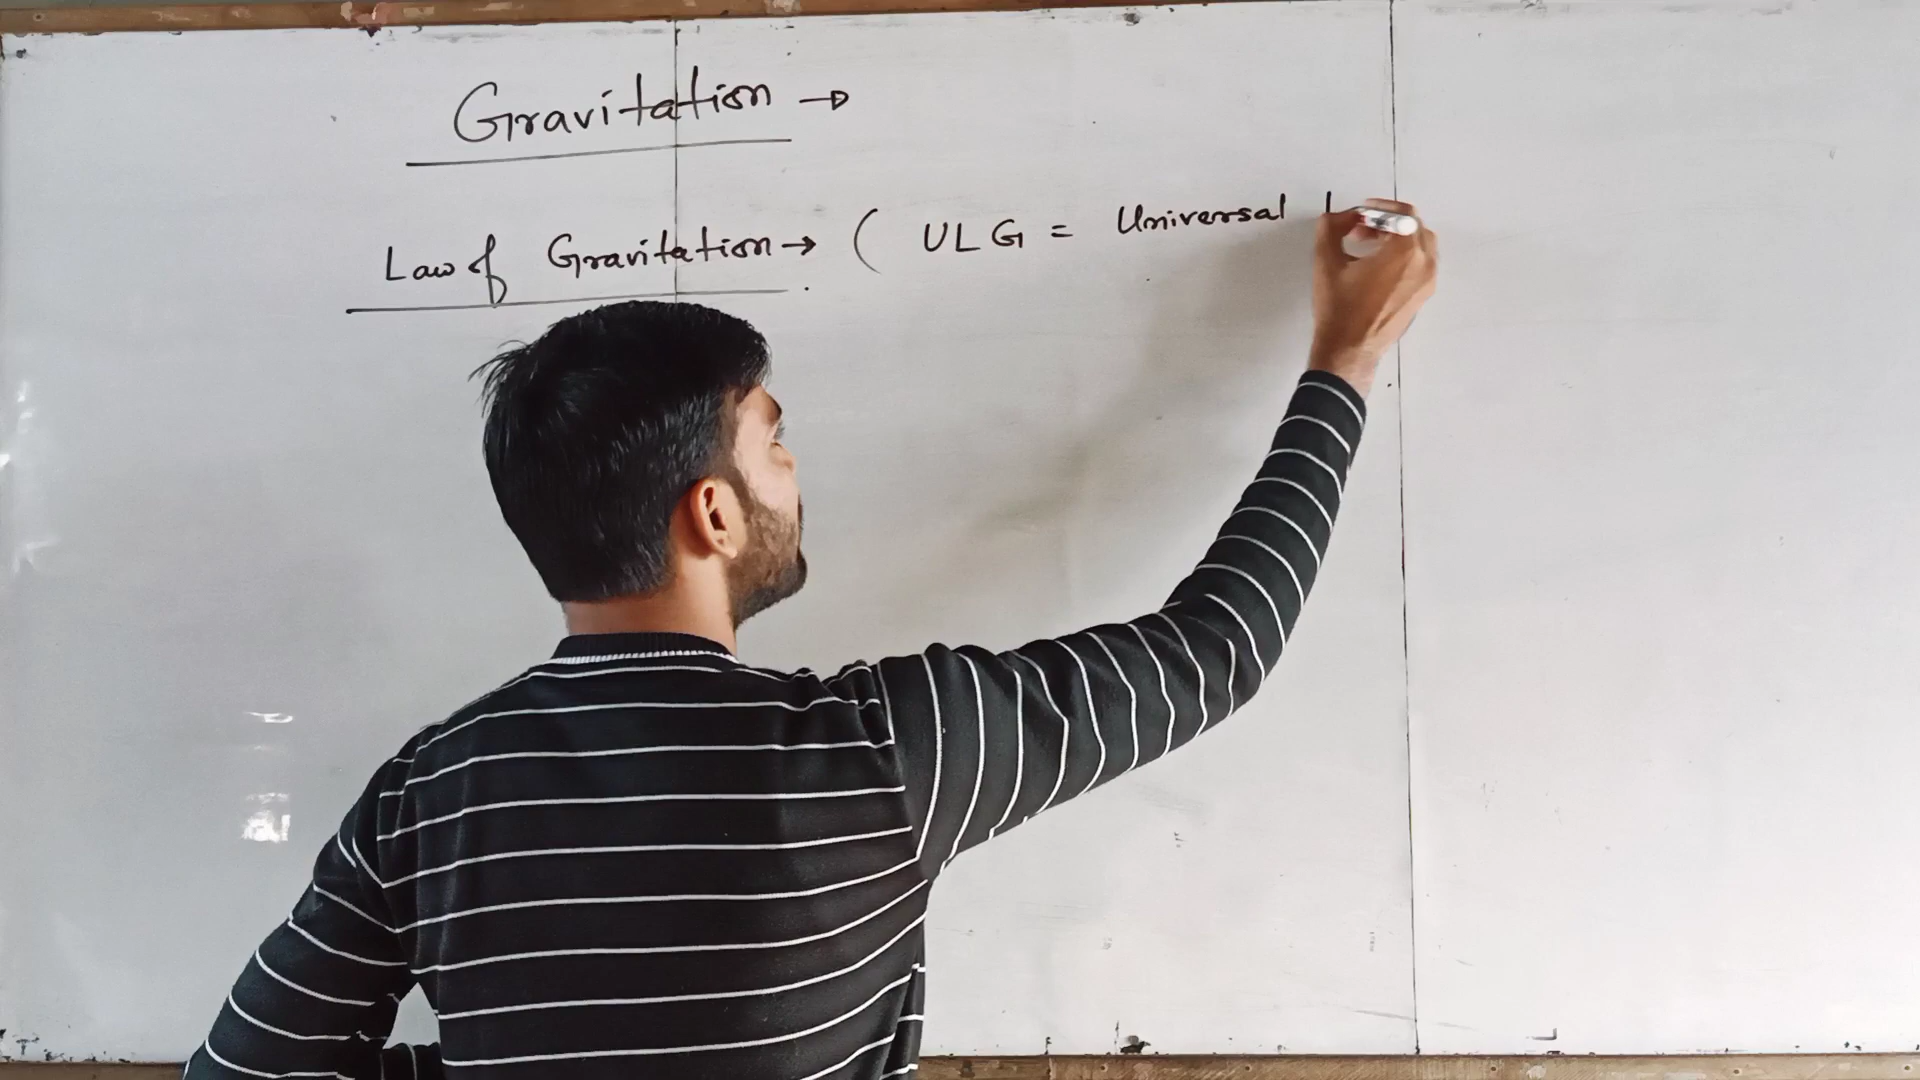 Gravitation →
Law of Gravitation → ( ULG = Universal L